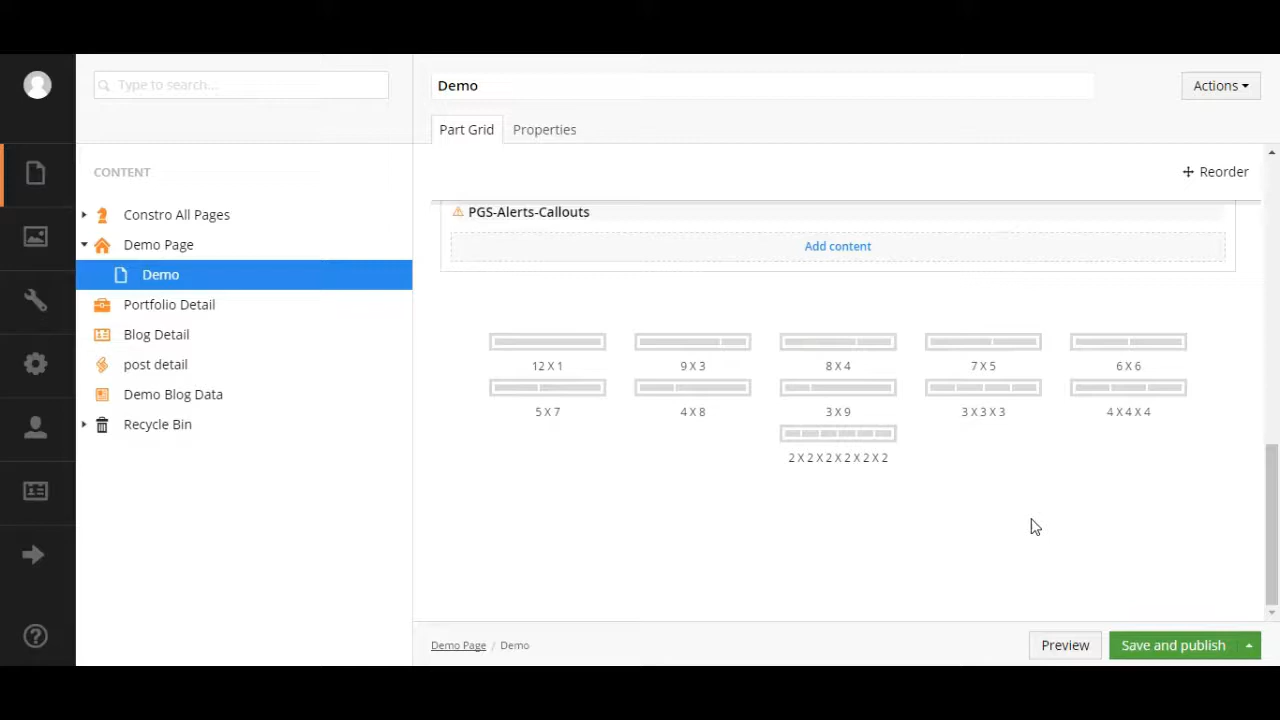 Type to search...
Demo
Actions
Part Grid
Properties
CONTENT
Reorder
Constro All Pages
Demo Page
Demo
Portfolio Detail
Blog Detail
post detail
Demo Blog Data
Recycle Bin
PGS-Alerts-Callouts
Add content
12 X 1
9 X 3
8 X 4
7 X 5
6 X 6
5 X 7
4 X 8
3 X 9
3 X 3 X 3
4 X 4 X 4
2 X 2 X 2 X 2 X 2 X 2
Demo Page / Demo
Preview
Save and publish